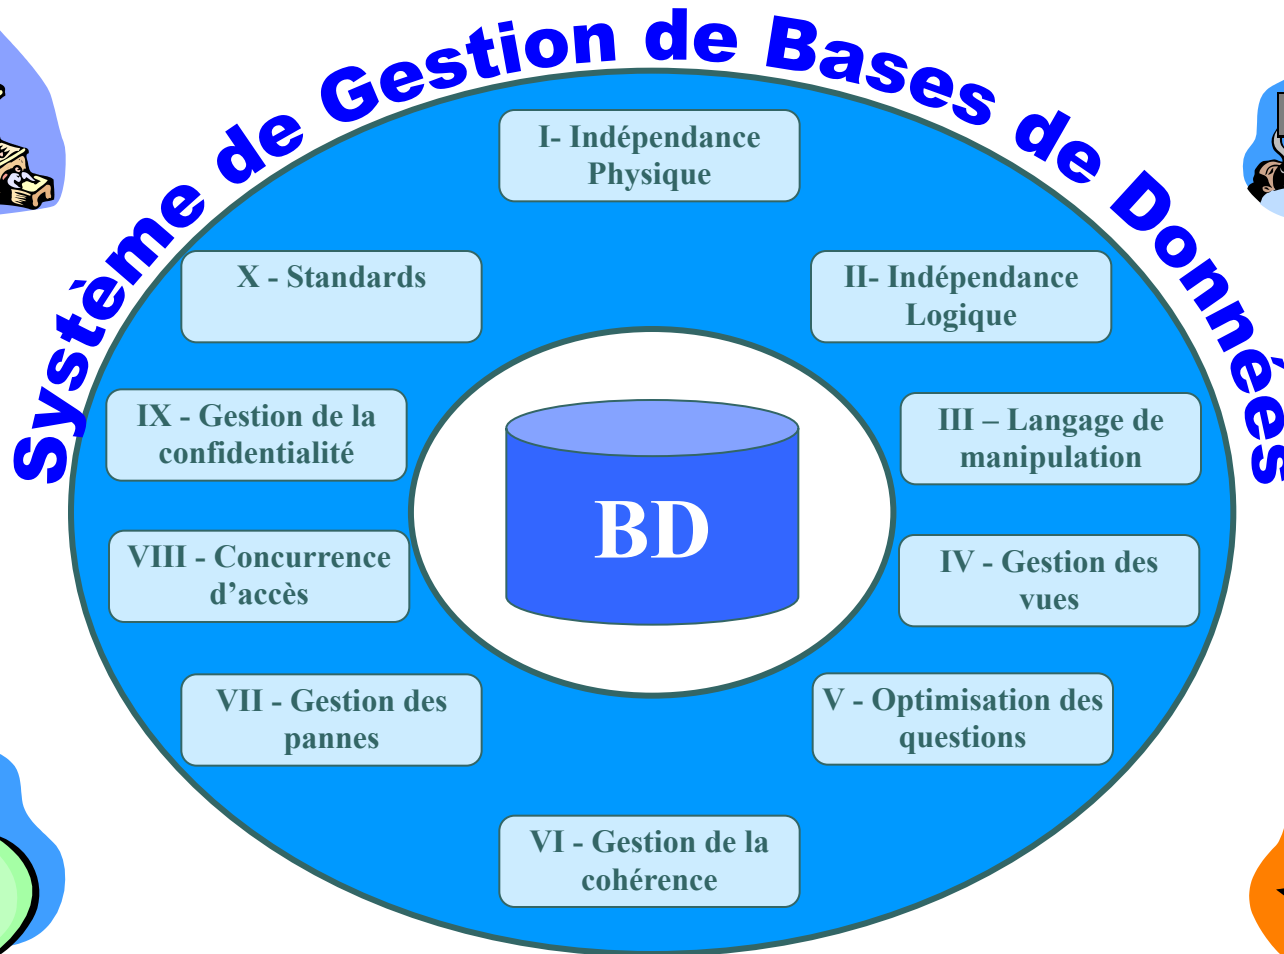 Système de Gestion de Bases de Données
I- Indépendance
Physique
II- Indépendance
Logique
III – Langage de
manipulation
IV - Gestion des
vues
V - Optimisation des
questions
VI - Gestion de la
cohérence
VII - Gestion des
pannes
VIII - Concurrence
d’accès
IX - Gestion de la
confidentialité
X - Standards
BD